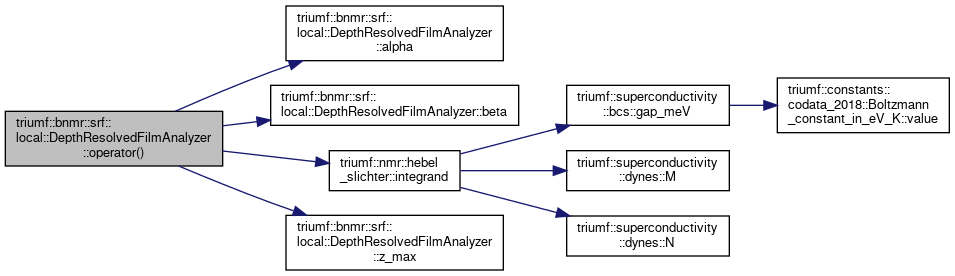 triumf::bnmr::srf::
local::DepthResolvedFilmAnalyzer
::operator()
triumf::bnmr::srf::
local::DepthResolvedFilmAnalyzer
::alpha
triumf::bnmr::srf::
local::DepthResolvedFilmAnalyzer::beta
triumf::nmr::hebel
_slichter::integrand
triumf::bnmr::srf::
local::DepthResolvedFilmAnalyzer
::z_max
triumf::superconductivity
::bcs::gap_meV
triumf::superconductivity
::dynes::M
triumf::superconductivity
::dynes::N
triumf::constants::
codata_2018::Boltzmann
_constant_in_eV_K::value